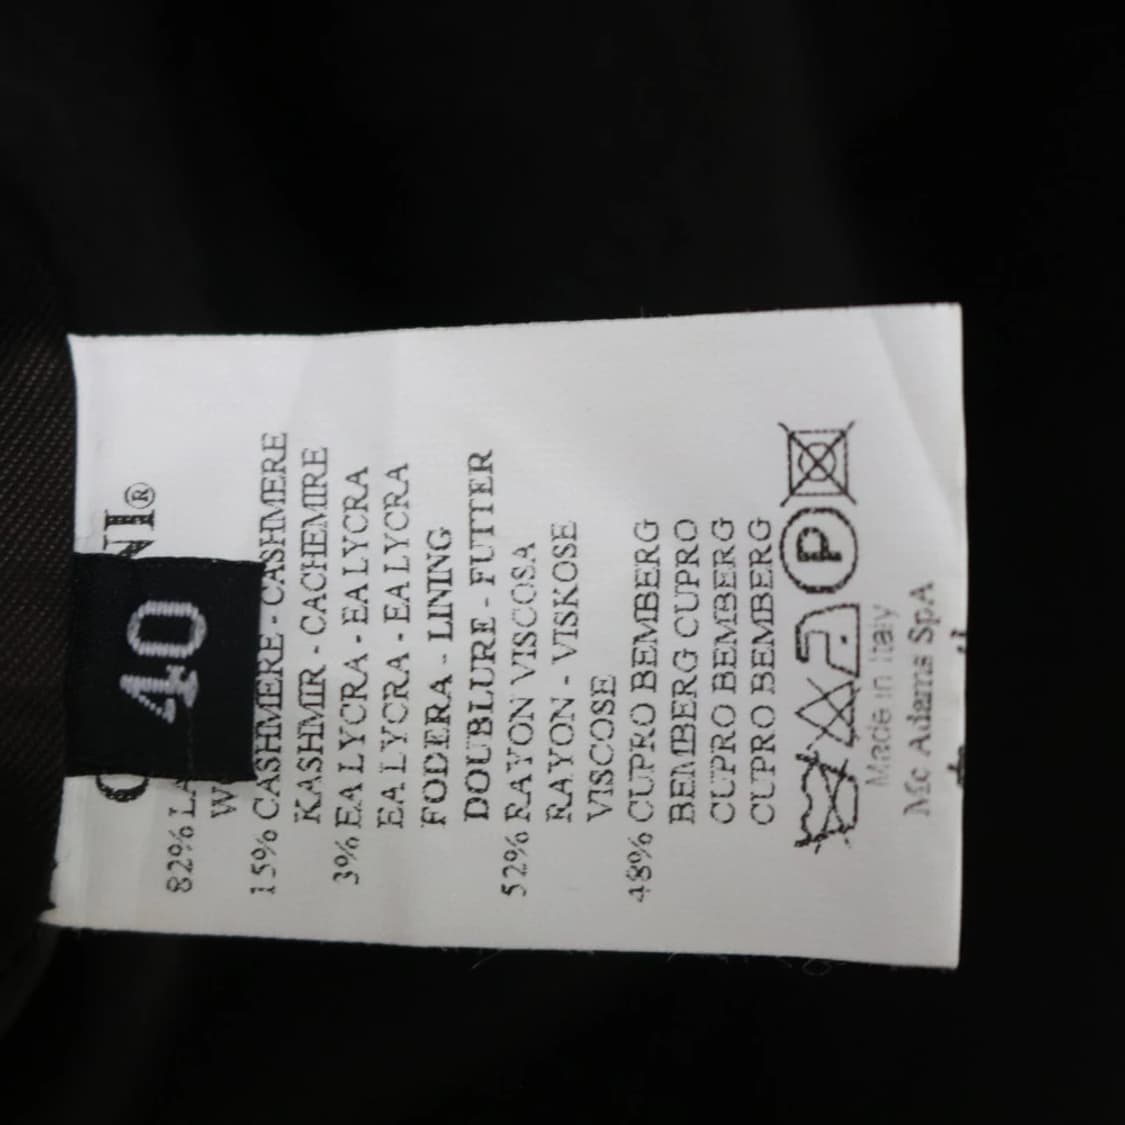 40
NI®
82% LA
W
15% CASHMERE - CASHMERE
KASHMIR - CACHEMIRE
3% EA LYCRA - EA LYCRA
EA LYCRA - EA LYCRA
FODERA - LINING
DOUBLURE - FUTTER
52% RAYON VISCOSA
RAYON - VISKOSE
VISCOSE
48% CUPRO BEMBERG
BEMBERG CUPRO
CUPRO BEMBERG
CUPRO BEMBERG
P
Made in Italy
Mc Adams SpA